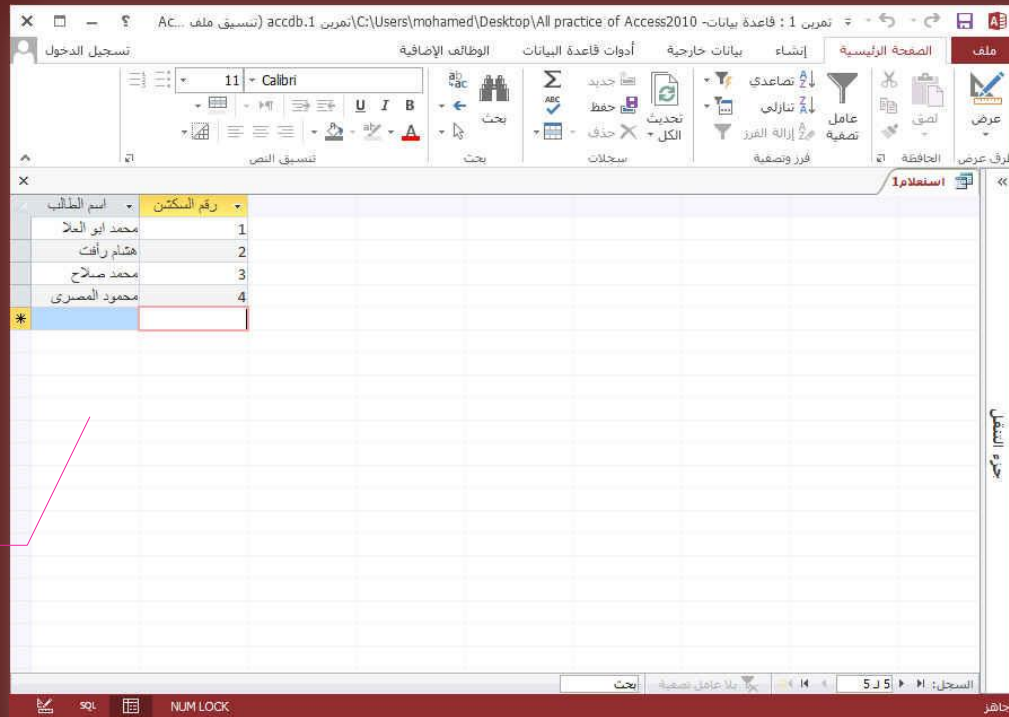 تمرين 1 : قاعدة بيانات- C:\Users\mohamed\Desktop\All practice of Access2010\تمرين 1.accdb (تنسيق ملف Ac...
ملف الصفحة الرئيسية إنشاء بيانات خارجية أدوات قاعدة البيانات الوظائف الإضافية تسجيل الدخول
عرض لصق عامل تصفية تصاعدي تحديث الكل جديد بحث Calibri 11
تنازلي حفظ U I B
إزالة الفرز حذف
طرق عرض الحافظة فرز وتصفية سجلات بحث تنسيق النص
استعلام1
رقم السكشن اسم الطالب
1 محمد ابو العلا
2 هشام رأفت
3 محمد صلاح
4 محمود المصرى
جزء التنقل
السجل: 5 لـ 5 بلا عامل تصفية بحث
جاهز NUM LOCK SQL